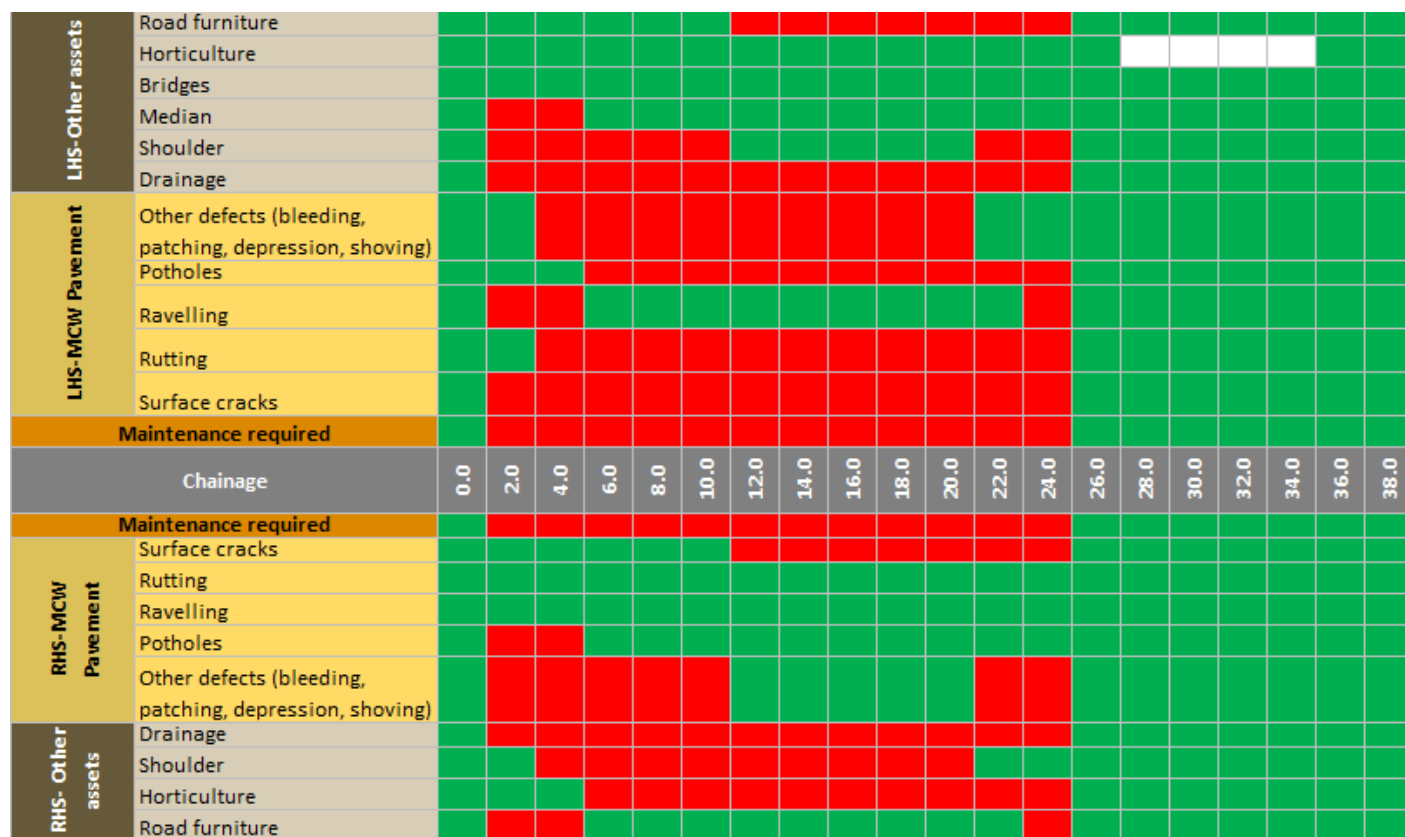 LHS-Other assets
Road furniture
Horticulture
Bridges
Median
Shoulder
Drainage
LHS-MCW Pavement
Other defects (bleeding,
patching, depression, shoving)
Potholes
Ravelling
Rutting
Surface cracks
Maintenance required
Chainage 0.0 2.0 4.0 6.0 8.0 10.0 12.0 14.0 16.0 18.0 20.0 22.0 24.0 26.0 28.0 30.0 32.0 34.0 36.0 38.0
Maintenance required
RHS-MCW
Pavement
Surface cracks
Rutting
Ravelling
Potholes
Other defects (bleeding,
patching, depression, shoving)
RHS- Other
assets
Drainage
Shoulder
Horticulture
Road furniture